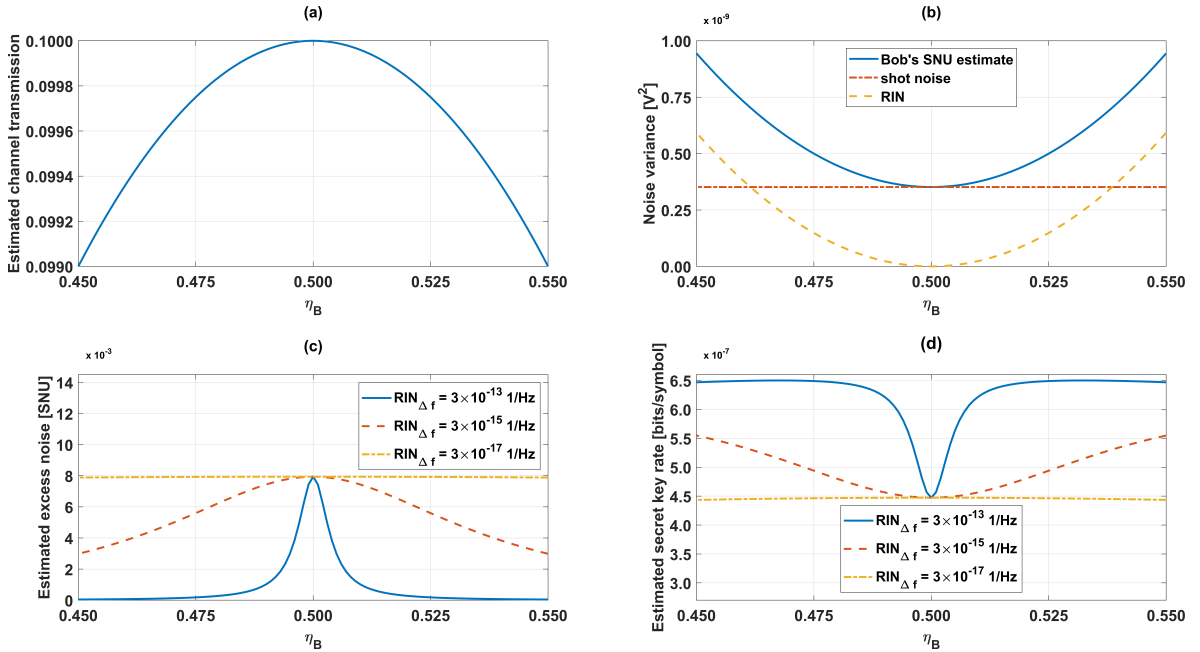 (a)
Estimated channel transmission
0.1000
0.0998
0.0996
0.0994
0.0992
0.0990
0.450
0.475
0.500
0.525
0.550
η_B
(b)
x 10^-9
Noise variance [V^2]
1.00
0.75
0.50
0.25
0.00
Bob's SNU estimate
shot noise
RIN
0.450
0.475
0.500
0.525
0.550
η_B
(c)
x 10^-3
Estimated excess noise [SNU]
14
12
10
8
6
4
2
0
RIN_Δ f = 3×10^-13 1/Hz
RIN_Δ f = 3×10^-15 1/Hz
RIN_Δ f = 3×10^-17 1/Hz
0.450
0.475
0.500
0.525
0.550
η_B
(d)
x 10^-7
Estimated secret key rate [bits/symbol]
6.5
6.0
5.5
5.0
4.5
4.0
3.5
3.0
RIN_Δ f = 3×10^-13 1/Hz
RIN_Δ f = 3×10^-15 1/Hz
RIN_Δ f = 3×10^-17 1/Hz
0.450
0.475
0.500
0.525
0.550
η_B